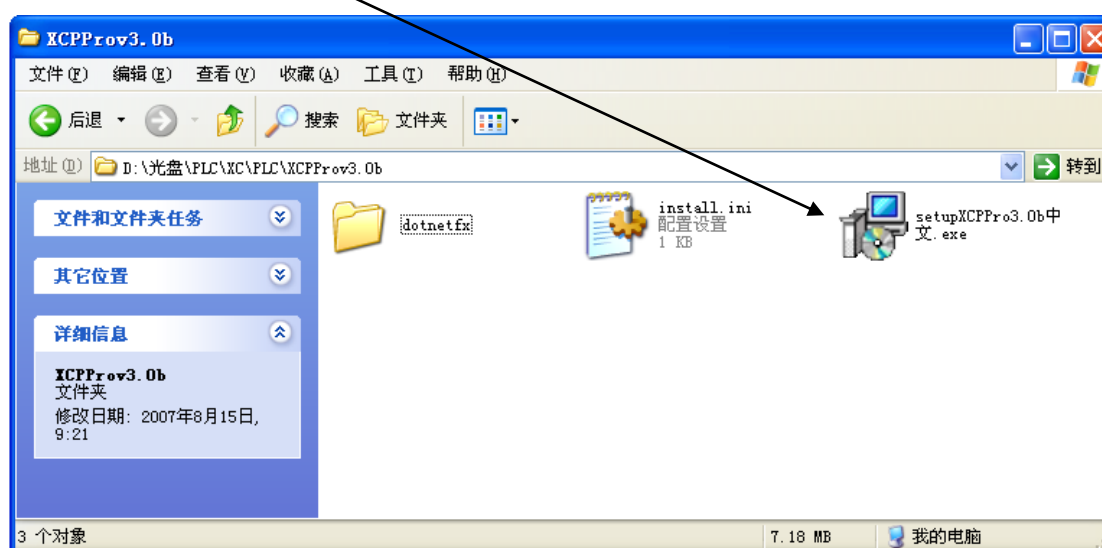 XCPProv3.0b
文件(F) 编辑(E) 查看(V) 收藏(A) 工具(T) 帮助(H)
后退 搜索 文件夹
地址(D) D:\光盘\PLC\XC\PLC\XCPProv3.0b 转到
文件和文件夹任务
其它位置
详细信息
XCPProv3.0b
文件夹
修改日期: 2007年8月15日,
9:21
dotnetfx
install.ini
配置设置
1 KB
setupXCPPro3.0b中
文.exe
3 个对象 7.18 MB 我的电脑